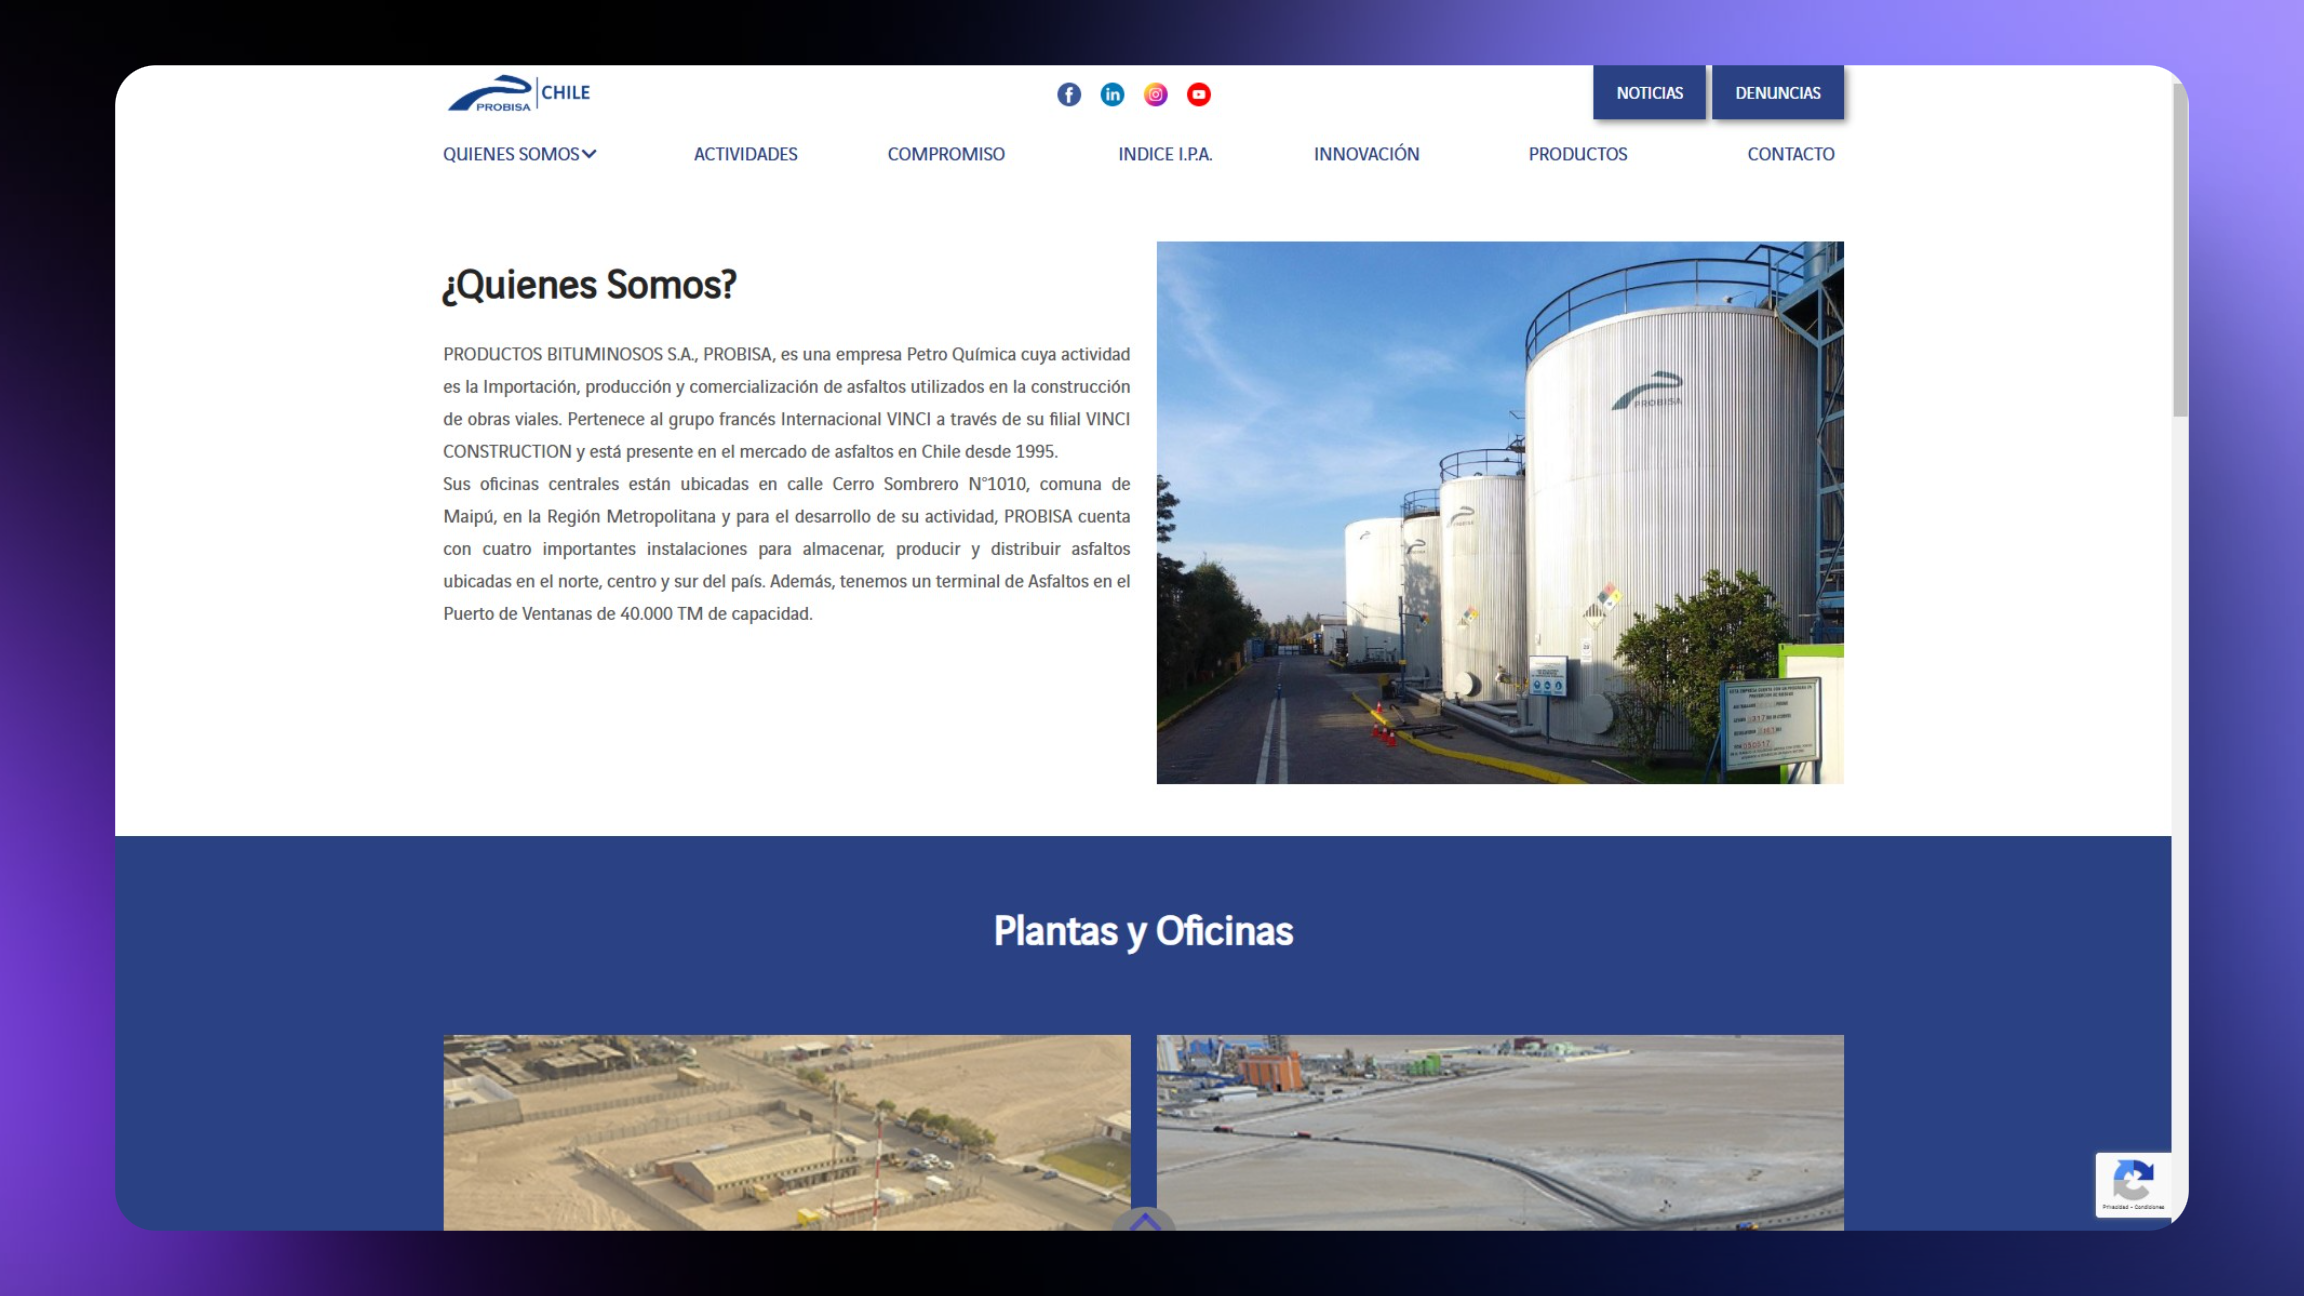 PROBISA CHILE
NOTICIAS
DENUNCIAS
QUIENES SOMOS
ACTIVIDADES
COMPROMISO
INDICE I.P.A.
INNOVACIÓN
PRODUCTOS
CONTACTO
¿Quienes Somos?
PRODUCTOS BITUMINOSOS S.A., PROBISA, es una empresa Petro Química cuya actividad
es la Importación, producción y comercialización de asfaltos utilizados en la construcción
de obras viales. Pertenece al grupo francés Internacional VINCI a través de su filial VINCI
CONSTRUCTION y está presente en el mercado de asfaltos en Chile desde 1995.
Sus oficinas centrales están ubicadas en calle Cerro Sombrero N°1010, comuna de
Maipú, en la Región Metropolitana y para el desarrollo de su actividad, PROBISA cuenta
con cuatro importantes instalaciones para almacenar, producir y distribuir asfaltos
ubicadas en el norte, centro y sur del país. Además, tenemos un terminal de Asfaltos en el
Puerto de Ventanas de 40.000 TM de capacidad.
PROBISA
Plantas y Oficinas
Privacidad - Condiciones